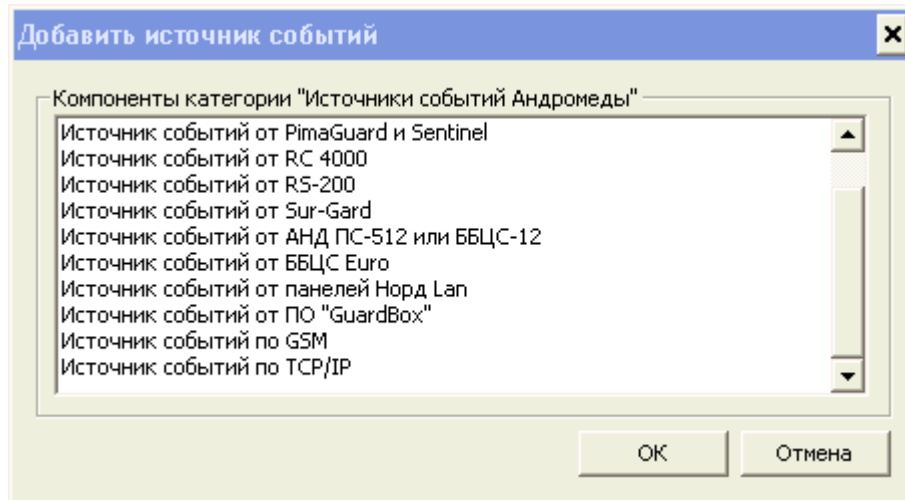 Добавить источник событий
Компоненты категории "Источники событий Андромеды"
Источник событий от PimaGuard и Sentinel
Источник событий от RC 4000
Источник событий от RS-200
Источник событий от Sur-Gard
Источник событий от АНД ПС-512 или ББЦС-12
Источник событий от ББЦС Euro
Источник событий от панелей Норд Lan
Источник событий от ПО "GuardBox"
Источник событий по GSM
Источник событий по TCP/IP
OK
Отмена